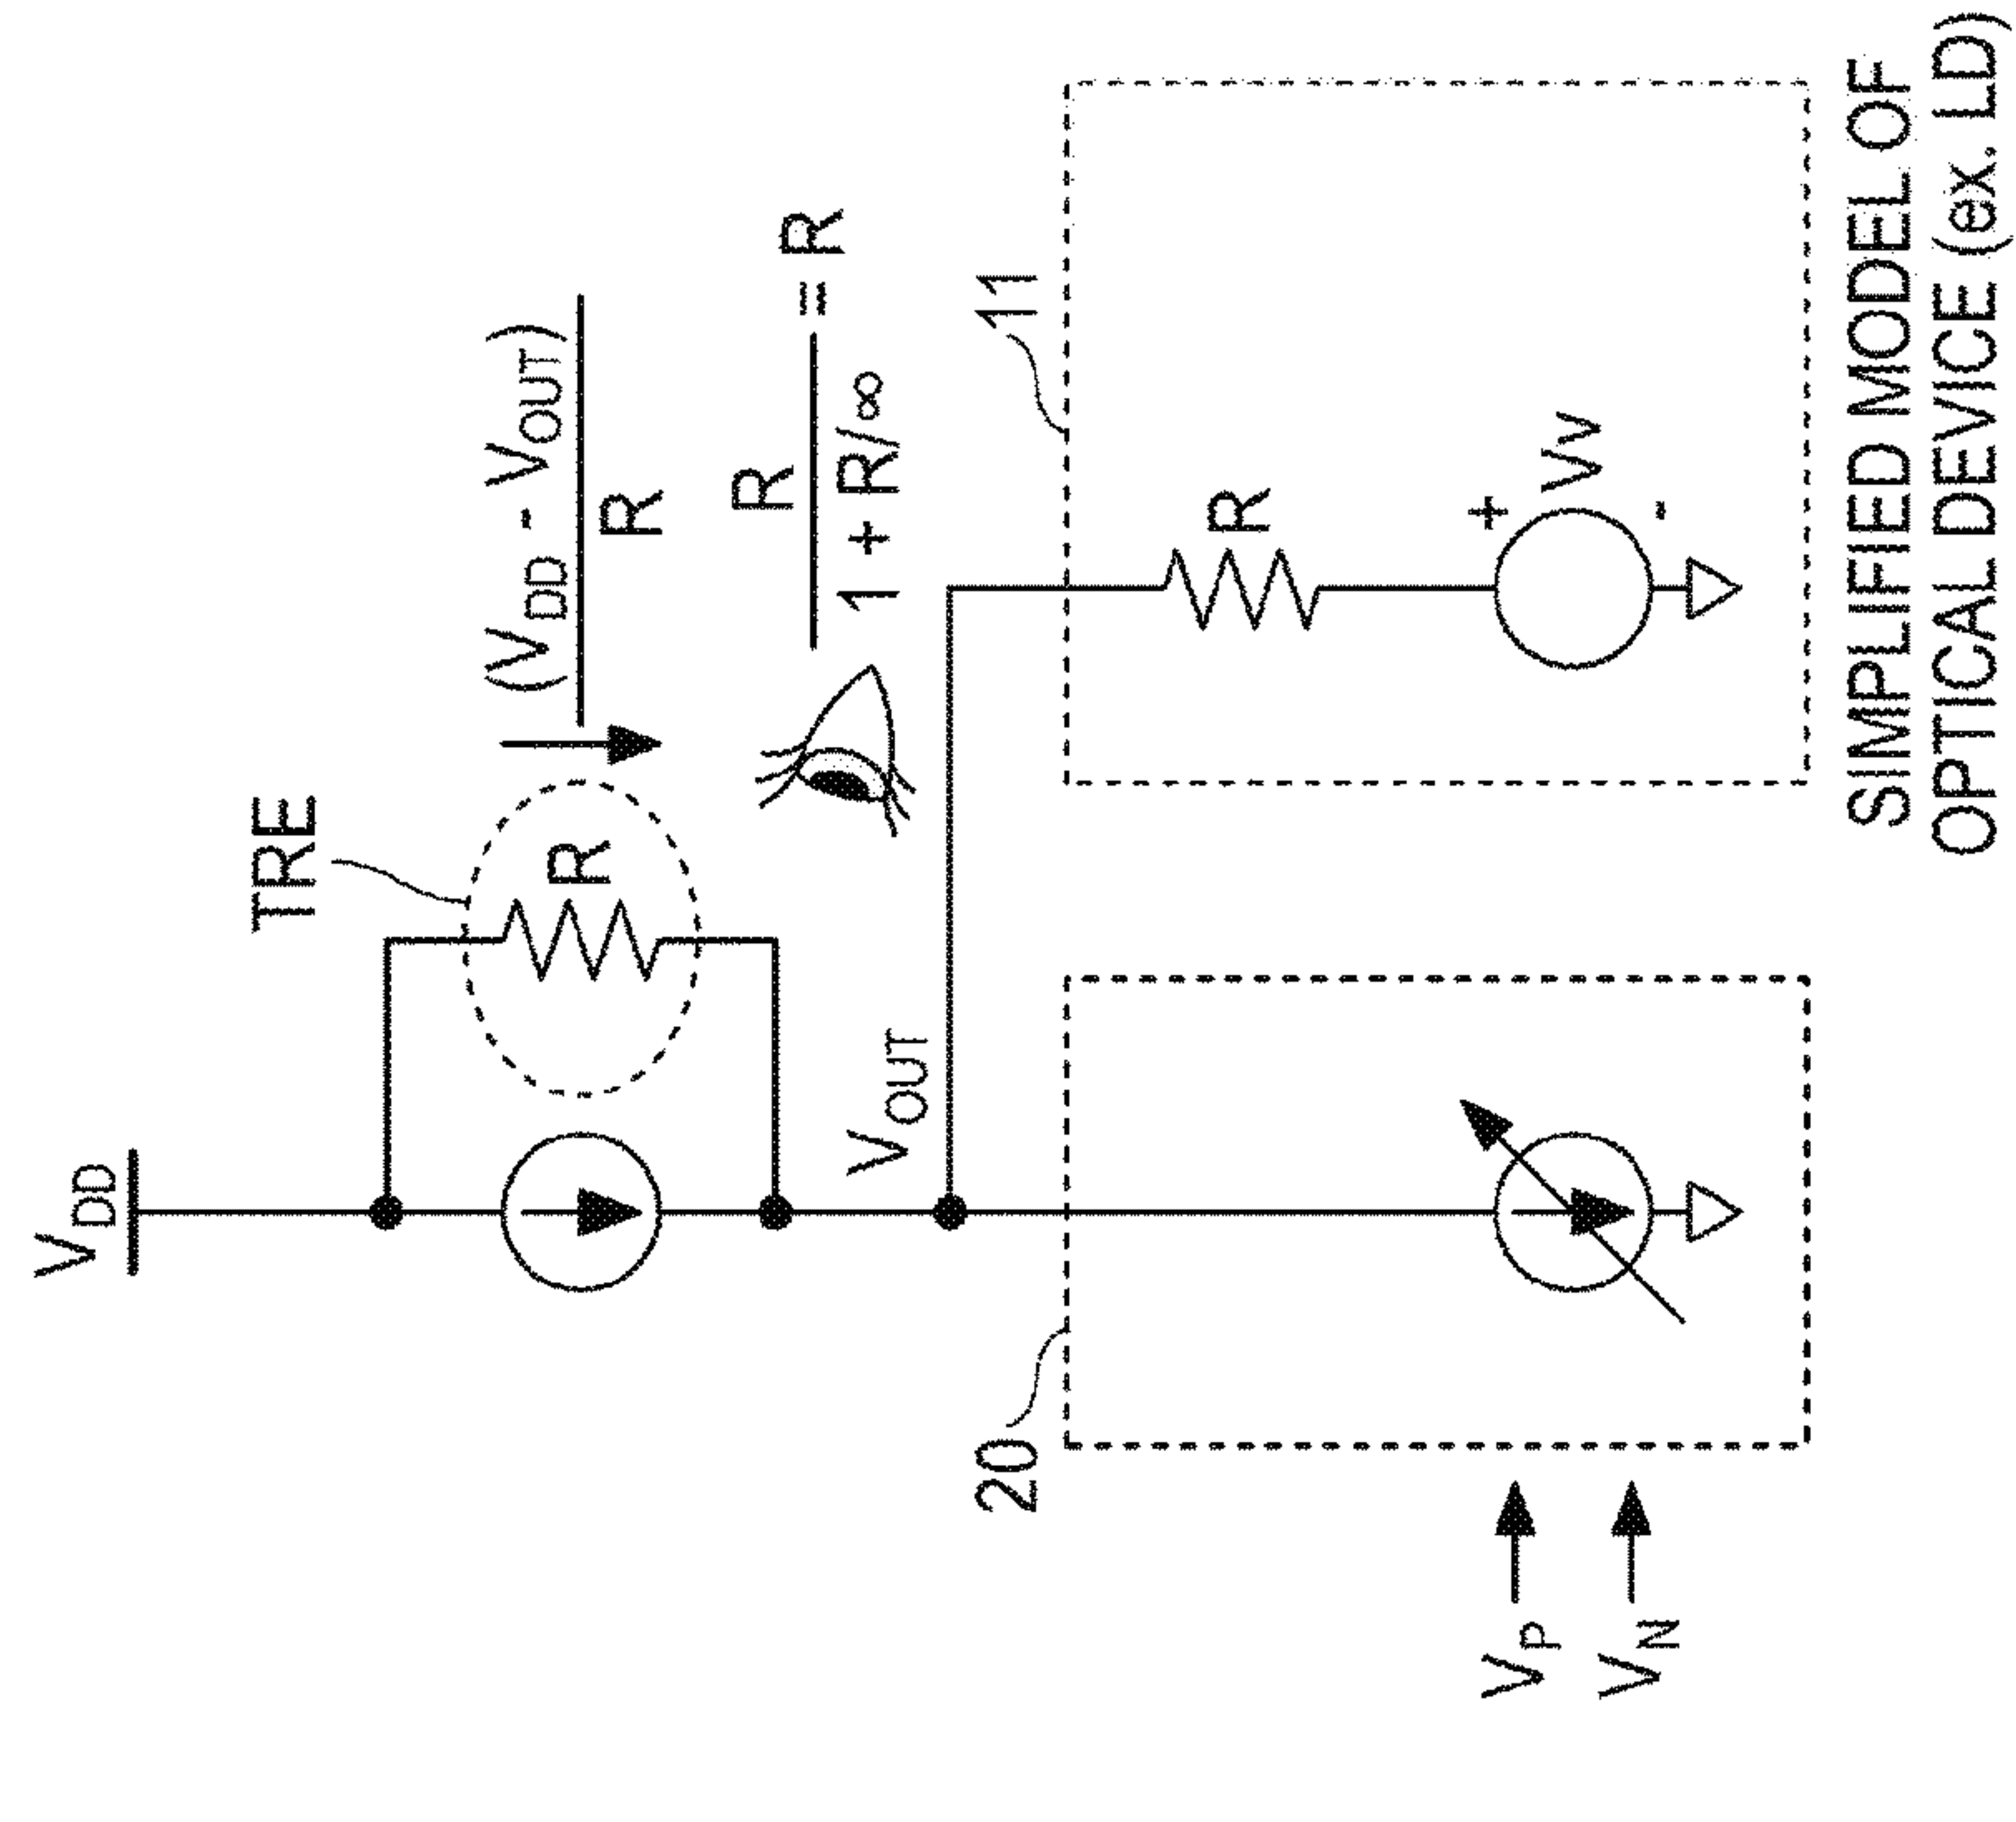 V_DD
TRE
R
(V_DD - V_OUT)
R
R
1 + R/∞
= R
V_OUT
20
11
R
+
VV
-
V_P
V_N
SIMPLIFIED MODEL OF
OPTICAL DEVICE (ex. LD)